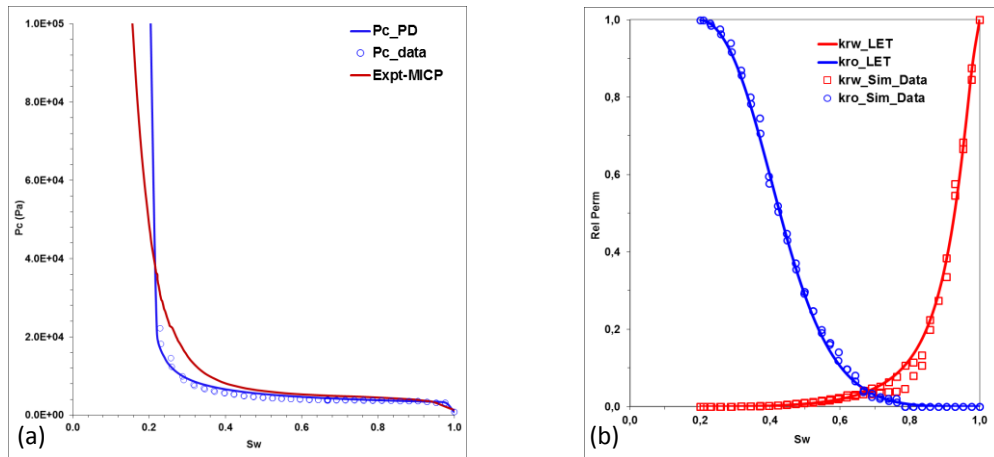 1.0E+05
8.0E+04
6.0E+04
4.0E+04
2.0E+04
0.0E+00
Pc (Pa)
0 0.2 0.4 0.6 0.8 1.0
Sw
Pc_PD
Pc_data
Expt-MICP
(a)
1,0
0,8
0,6
0,4
0,2
0,0
Rel Perm
0,0 0,2 0,4 0,6 0,8 1,0
Sw
krw_LET
kro_LET
krw_Sim_Data
kro_Sim_Data
(b)